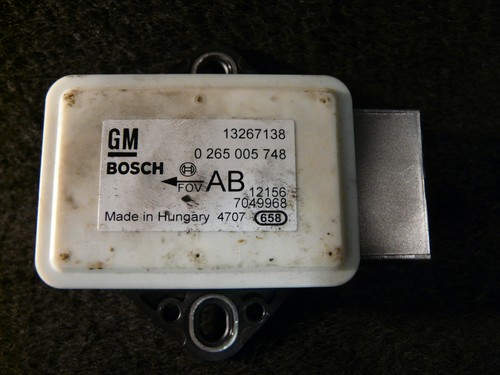 GM 13267138
BOSCH 0 265 005 748
FOV AB 12156
7049968
Made in Hungary 4707 658